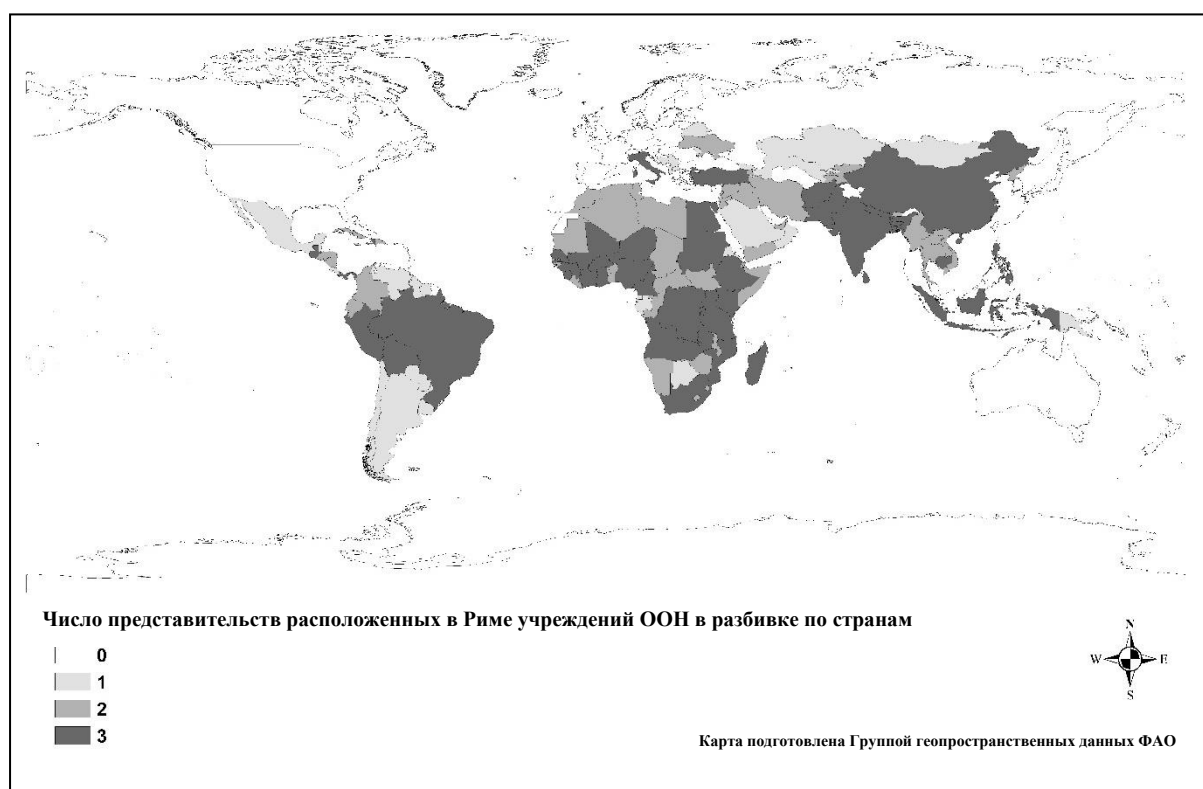 Число представительств расположенных в Риме учреждений ООН в разбивке по странам
0
1
2
3
N
W E
S
Карта подготовлена Группой геопространственных данных ФАО